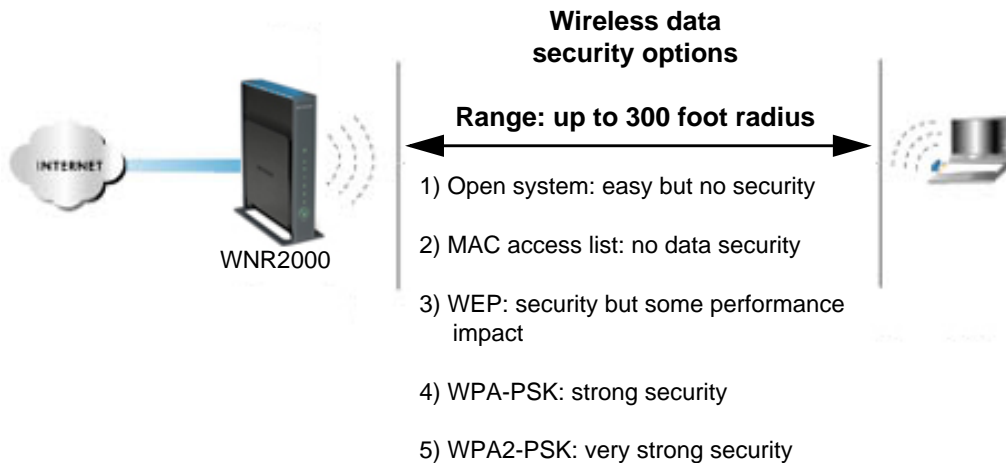 Wireless data
security options
Range: up to 300 foot radius
INTERNET
WNR2000
1) Open system: easy but no security
2) MAC access list: no data security
3) WEP: security but some performance
impact
4) WPA-PSK: strong security
5) WPA2-PSK: very strong security